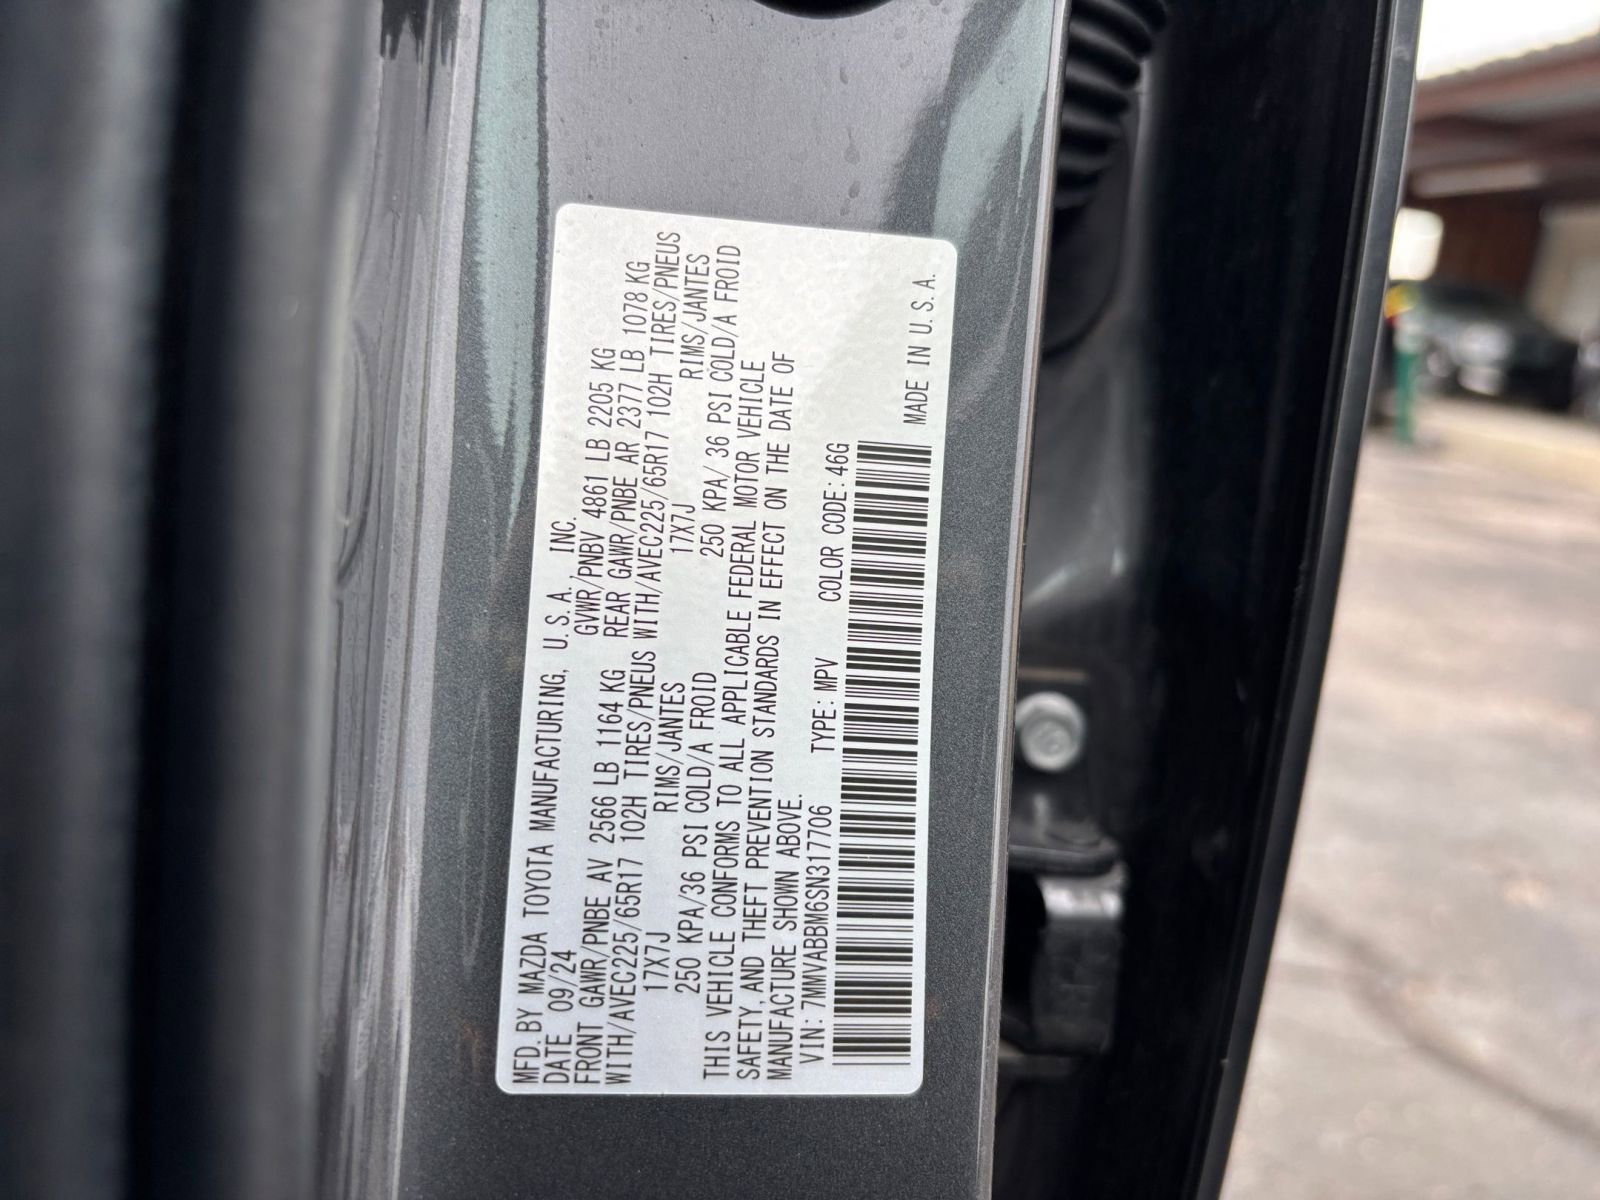 MFD. BY MAZDA TOYOTA MANUFACTURING, U.S.A., INC.
DATE 09/24 GVWR/PNBV 4861 LB 2205 KG
FRONT GAWR/PNBE AV 2566 LB 1164 KG REAR GAWR/PNBE AR 2377 LB 1078 KG
WITH/AVEC225/65R17 102H TIRES/PNEUS WITH/AVEC225/65R17 102H TIRES/PNEUS
17X7J RIMS/JANTES 17X7J RIMS/JANTES
250 KPA/36 PSI COLD/A FROID 250 KPA/ 36 PSI COLD/A FROID
THIS VEHICLE CONFORMS TO ALL APPLICABLE FEDERAL MOTOR VEHICLE
SAFETY, AND THEFT PREVENTION STANDARDS IN EFFECT ON THE DATE OF
MANUFACTURE SHOWN ABOVE.
VIN: 7MMVABBM6SN317706 TYPE: MPV COLOR CODE: 46G
MADE IN U.S.A.